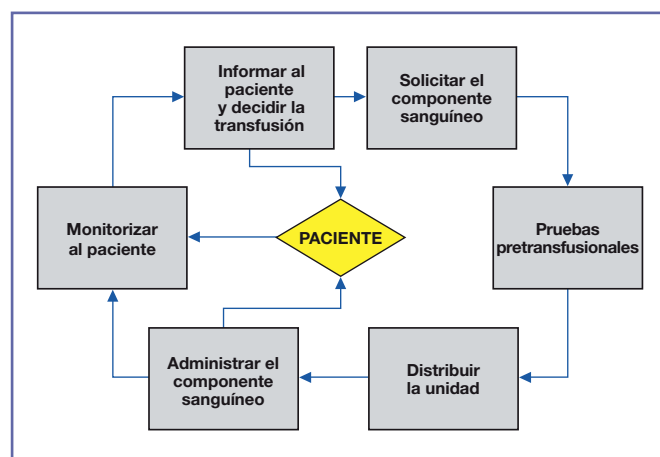 Informar al
paciente
y decidir la
transfusión
Solicitar el
componente
sanguíneo
Pruebas
pretransfusionales
Distribuir
la unidad
Administrar el
componente
sanguíneo
Monitorizar
al paciente
PACIENTE